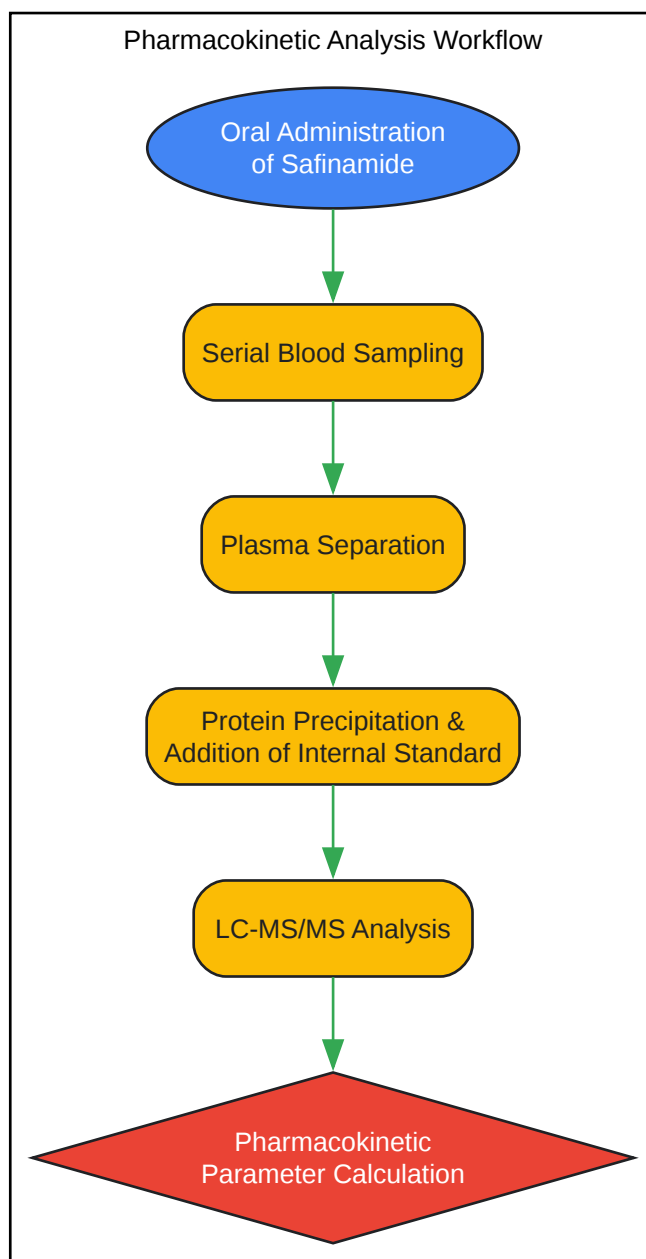 Pharmacokinetic Analysis Workflow
Oral Administration
of Safinamide
Serial Blood Sampling
Plasma Separation
Protein Precipitation &
Addition of Internal Standard
LC-MS/MS Analysis
Pharmacokinetic
Parameter Calculation